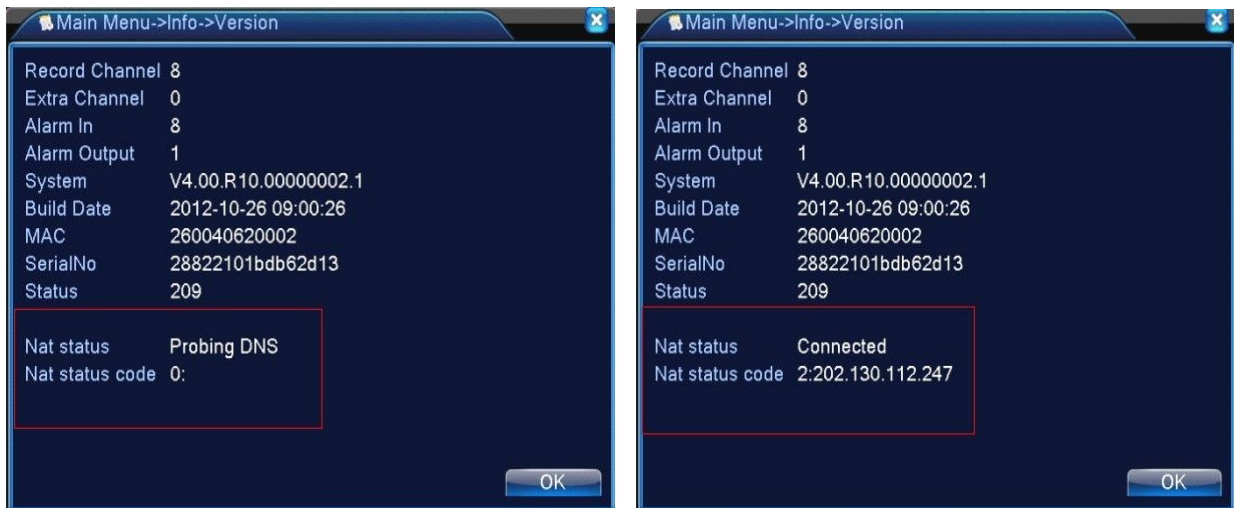 Main Menu->Info->Version
Record Channel 8
Extra Channel 0
Alarm In 8
Alarm Output 1
System V4.00.R10.00000002.1
Build Date 2012-10-26 09:00:26
MAC 260040620002
SerialNo 28822101bdb62d13
Status 209
Nat status Probing DNS
Nat status code 0:
OK
Main Menu->Info->Version
Record Channel 8
Extra Channel 0
Alarm In 8
Alarm Output 1
System V4.00.R10.00000002.1
Build Date 2012-10-26 09:00:26
MAC 260040620002
SerialNo 28822101bdb62d13
Status 209
Nat status Connected
Nat status code 2:202.130.112.247
OK